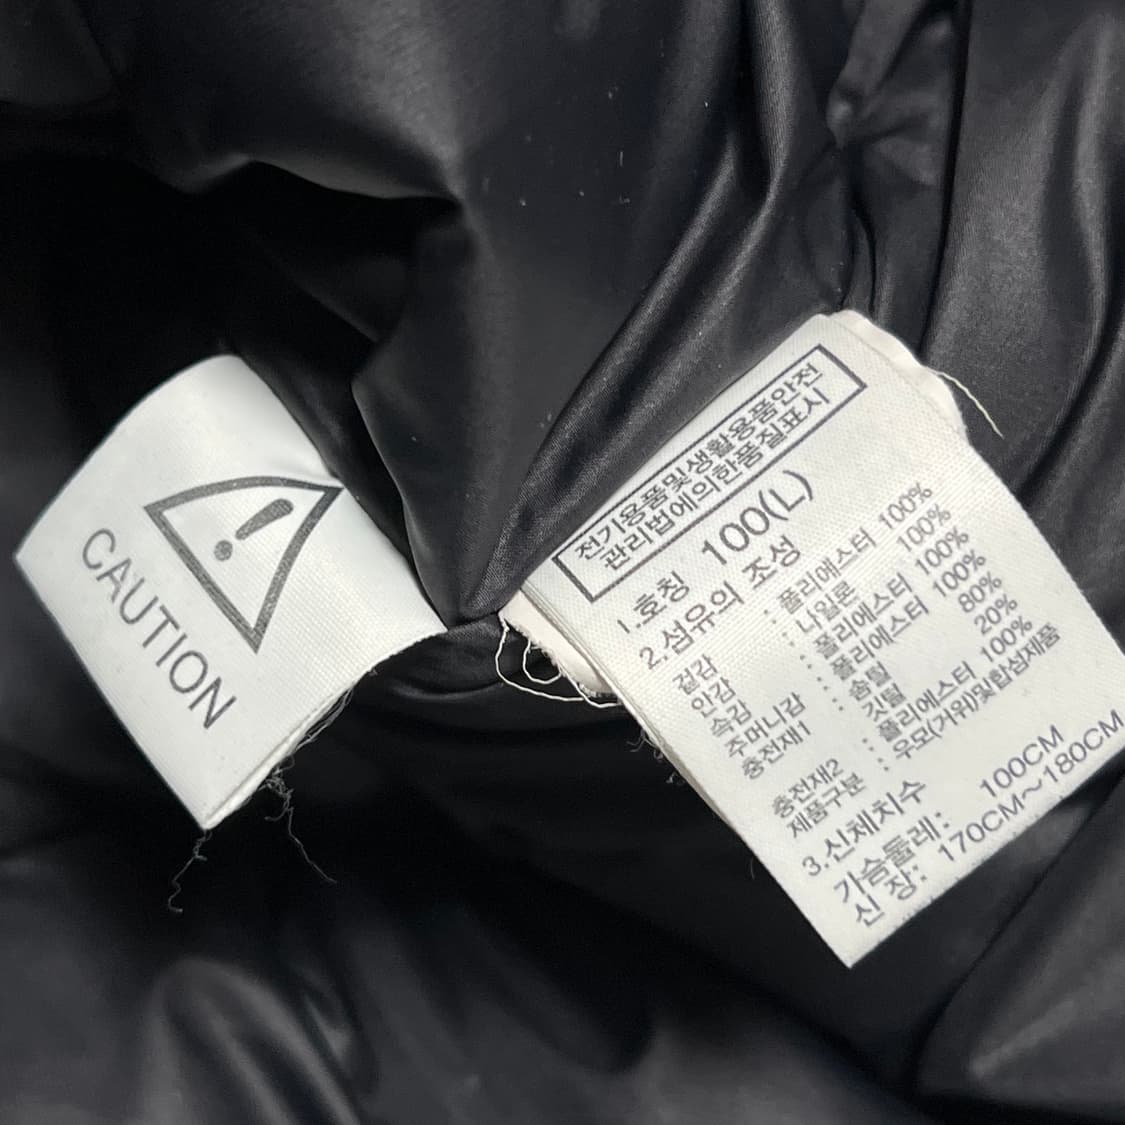 CAUTION
전기용품및생활용품안전
관리법에의한품질표시
1.호칭 100(L)
2.섬유의 조성
겉감 : 폴리에스터 100%
안감 : 나일론 100%
속감 : 폴리에스터 100%
주머니감 : 폴리에스터 100%
충전재1 : 솜털 80%
깃털 20%
충전재2 : 폴리에스터 100%
제품구분 : 우모(거위)및합성제품
3.신체치수
가슴둘레: 100CM
신 장: 170CM~180CM